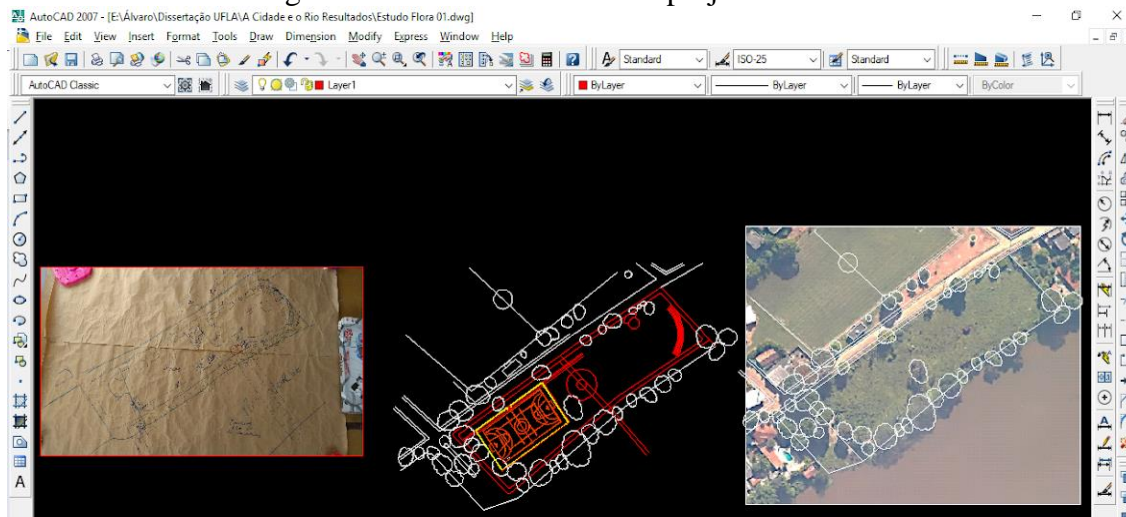 AutoCAD 2007 - [E:\Álvaro\Dissertação UFLA\A Cidade e o Rio Resultados\Estudo Flora 01.dwg]
File Edit View Insert Format Tools Draw Dimension Modify Express Window Help
Standard ISO-25 Standard
AutoCAD Classic Layer1 ByLayer ByLayer ByLayer ByColor
A